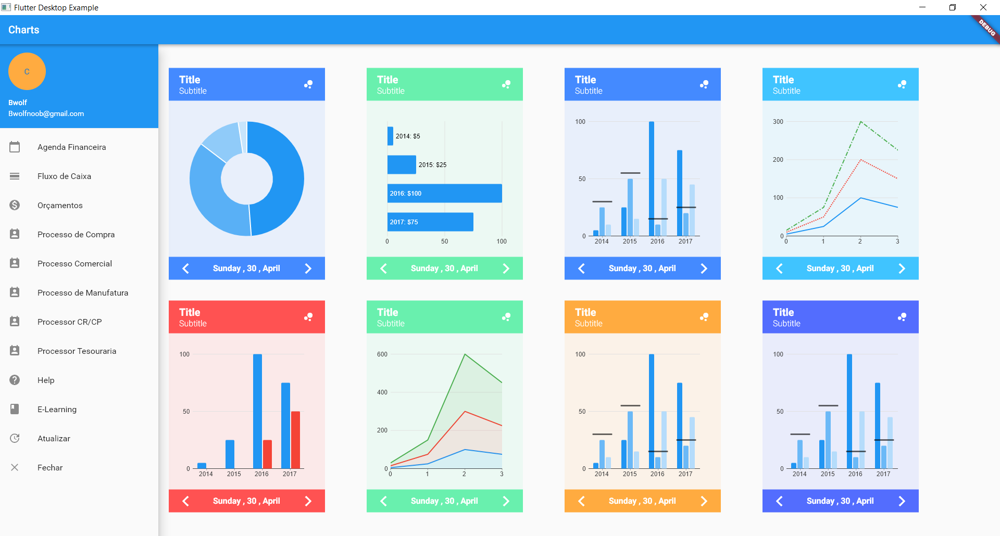 Flutter Desktop Example
Charts
DEBUG
C
Bwolf
Bwolfnoob@gmail.com
Agenda Financeira
Fluxo de Caixa
Orçamentos
Processo de Compra
Processo Comercial
Processo de Manufatura
Processor CR/CP
Processor Tesouraria
Help
E-Learning
Atualizar
Fechar
Title
Subtitle
Sunday , 30 , April
Title
Subtitle
2014: $5
2015: $25
2016: $100
2017: $75
0 50 100
Sunday , 30 , April
Title
Subtitle
100
50
0
2014 2015 2016 2017
Sunday , 30 , April
Title
Subtitle
300
200
100
0
0 1 2 3
Sunday , 30 , April
Title
Subtitle
100
50
0
2014 2015 2016 2017
Sunday , 30 , April
Title
Subtitle
600
400
200
0
0 1 2 3
Sunday , 30 , April
Title
Subtitle
100
50
0
2014 2015 2016 2017
Sunday , 30 , April
Title
Subtitle
100
50
0
2014 2015 2016 2017
Sunday , 30 , April